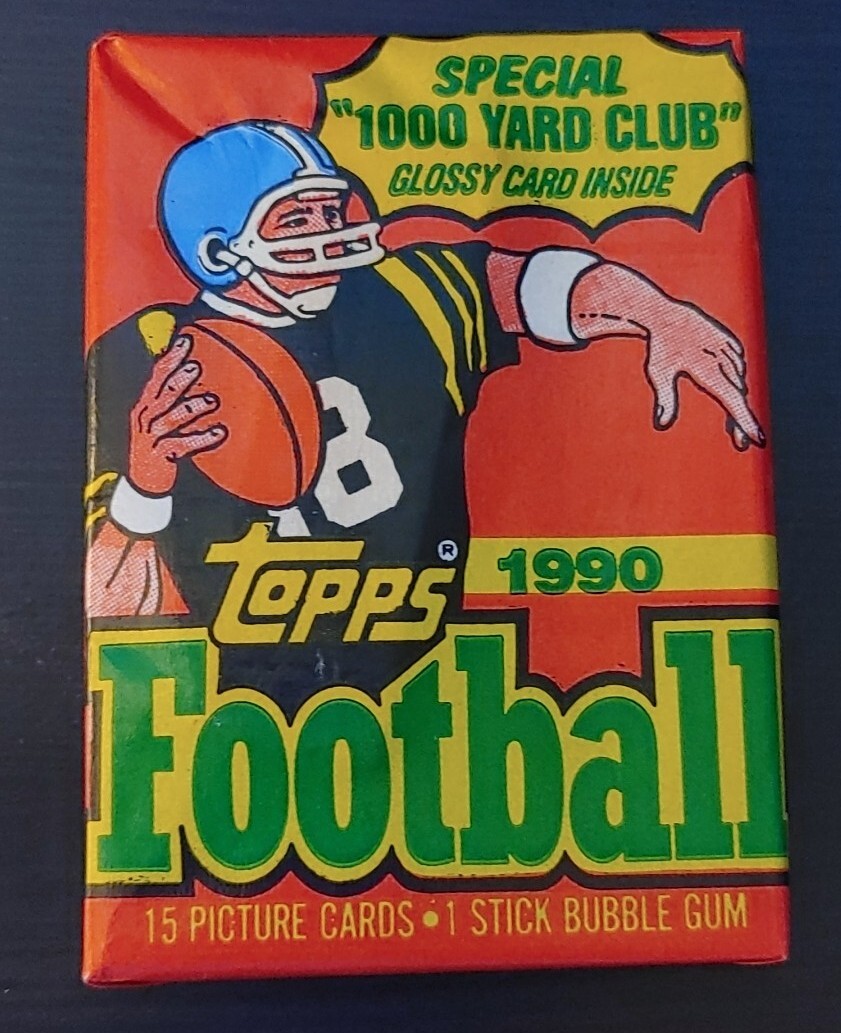 SPECIAL
"1000 YARD CLUB"
GLOSSY CARD INSIDE
8
topps®
1990
Football
15 PICTURE CARDS • 1 STICK BUBBLE GUM